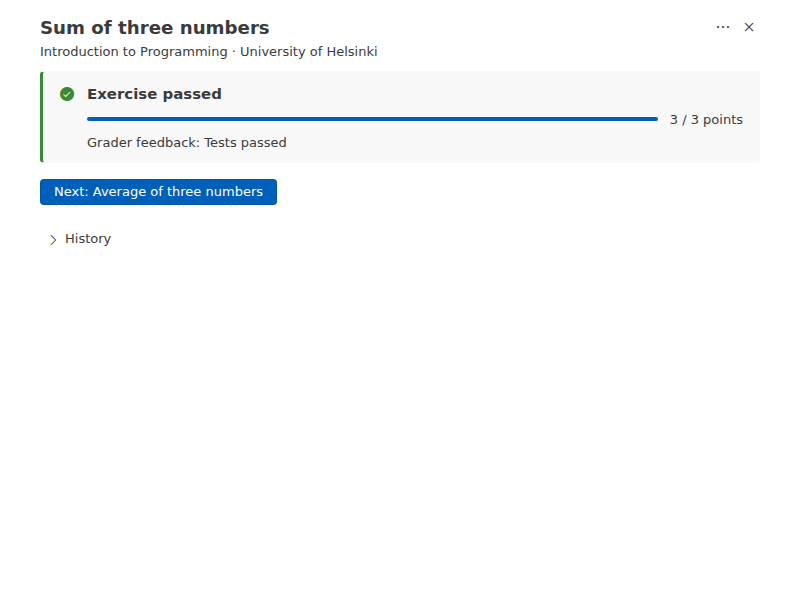 Sum of three numbers
Introduction to Programming · University of Helsinki
Exercise passed
3 / 3 points
Grader feedback: Tests passed
Next: Average of three numbers
History